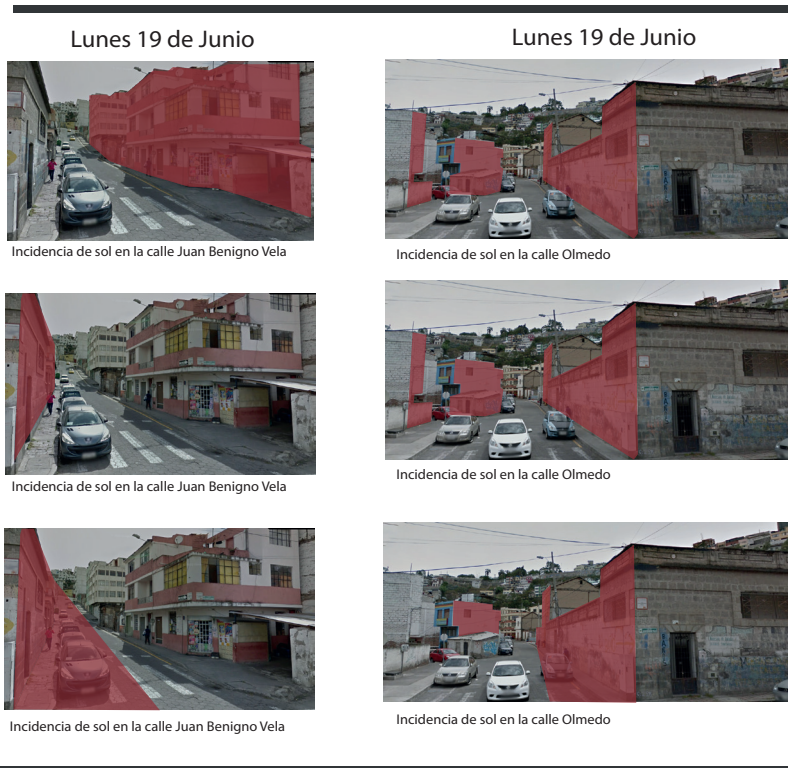 Lunes 19 de Junio
Lunes 19 de Junio
Incidencia de sol en la calle Juan Benigno Vela
Incidencia de sol en la calle Olmedo
Incidencia de sol en la calle Juan Benigno Vela
Incidencia de sol en la calle Olmedo
Incidencia de sol en la calle Juan Benigno Vela
Incidencia de sol en la calle Olmedo